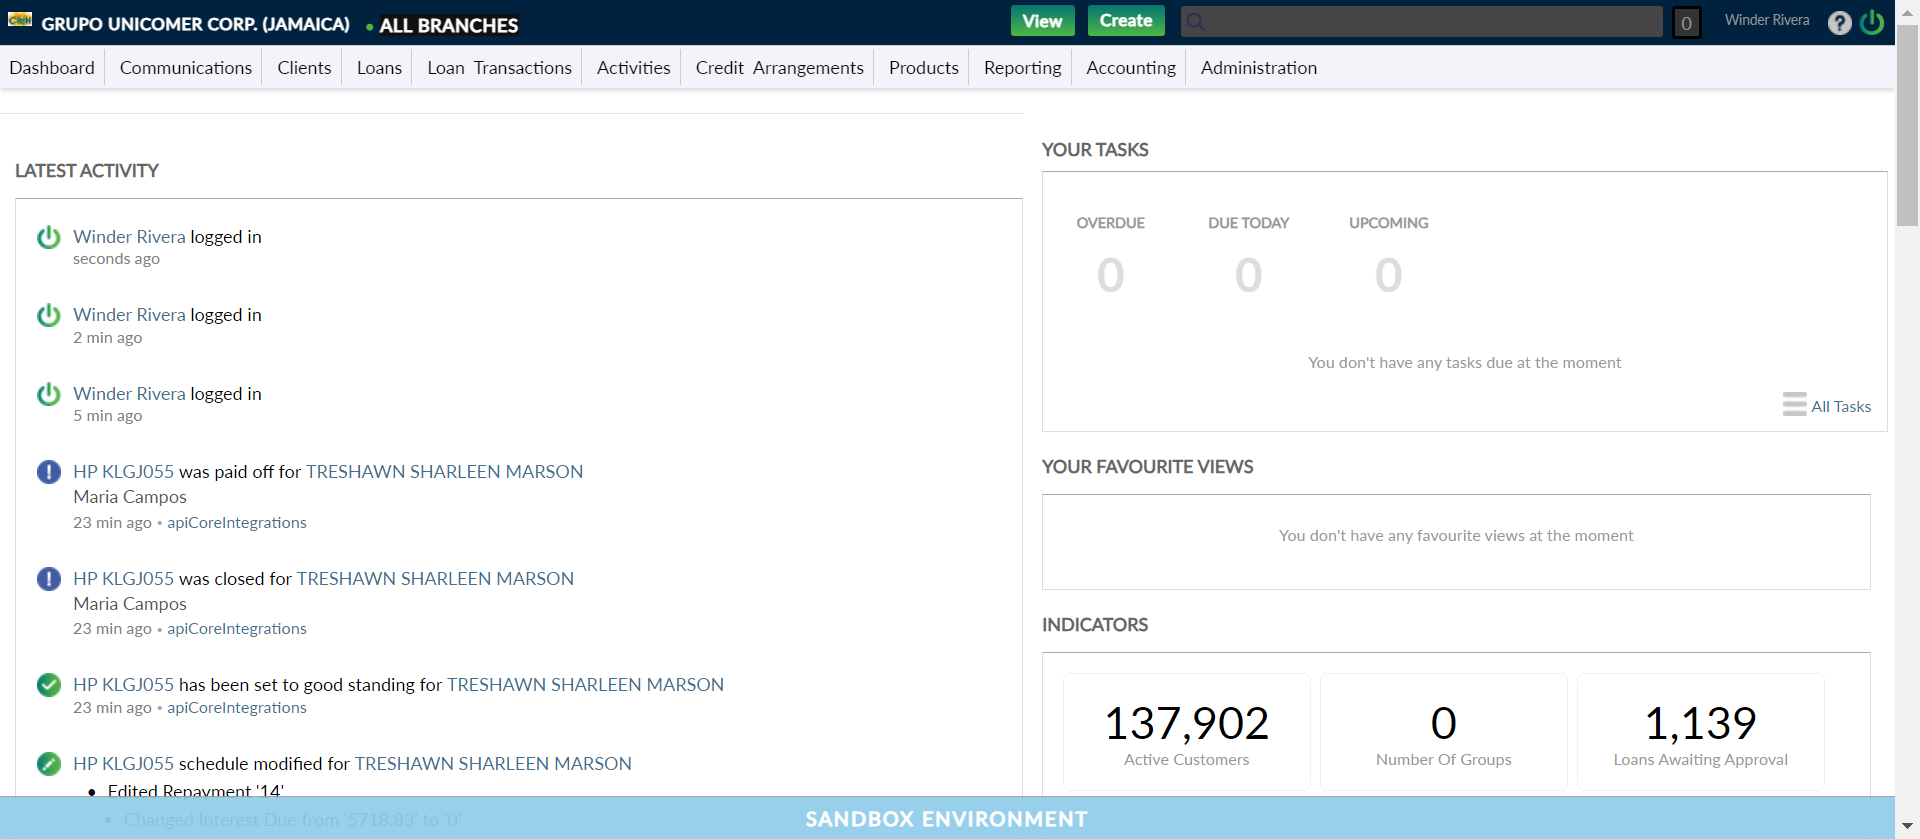 GRUPO UNICOMER CORP. (JAMAICA) • ALL BRANCHES
View Create 0 Winder Rivera ?
Dashboard Communications Clients Loans Loan Transactions Activities Credit Arrangements Products Reporting Accounting Administration
LATEST ACTIVITY
Winder Rivera logged in
seconds ago
Winder Rivera logged in
2 min ago
Winder Rivera logged in
5 min ago
HP KLGJ055 was paid off for TRESHAWN SHARLEEN MARSON
Maria Campos
23 min ago • apiCoreIntegrations
HP KLGJ055 was closed for TRESHAWN SHARLEEN MARSON
Maria Campos
23 min ago • apiCoreIntegrations
HP KLGJ055 has been set to good standing for TRESHAWN SHARLEEN MARSON
23 min ago • apiCoreIntegrations
HP KLGJ055 schedule modified for TRESHAWN SHARLEEN MARSON
• Edited Repayment '14'
• Changed Interest Due from '5718.83' to '0'
YOUR TASKS
OVERDUE DUE TODAY UPCOMING
0 0 0
You don't have any tasks due at the moment
All Tasks
YOUR FAVOURITE VIEWS
You don't have any favourite views at the moment
INDICATORS
137,902 0 1,139
Active Customers Number Of Groups Loans Awaiting Approval
SANDBOX ENVIRONMENT